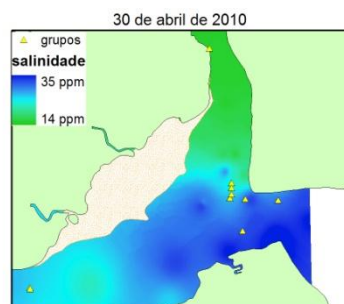 30 de abril de 2010
grupos
salinidade
35 ppm
14 ppm